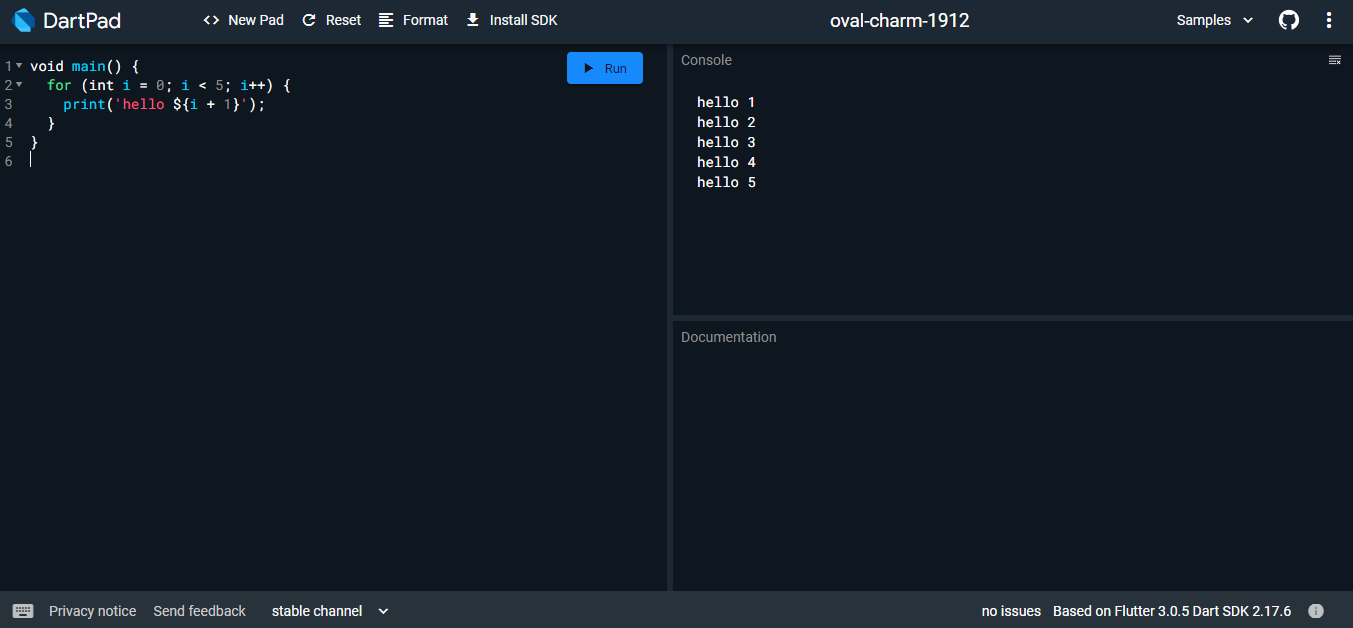 DartPad
<> New Pad Reset Format Install SDK
oval-charm-1912
Samples
1 void main() {
2   for (int i = 0; i < 5; i++) {
3     print('hello ${i + 1}');
4   }
5 }
6
Run
Console
hello 1
hello 2
hello 3
hello 4
hello 5
Documentation
Privacy notice Send feedback stable channel
no issues Based on Flutter 3.0.5 Dart SDK 2.17.6